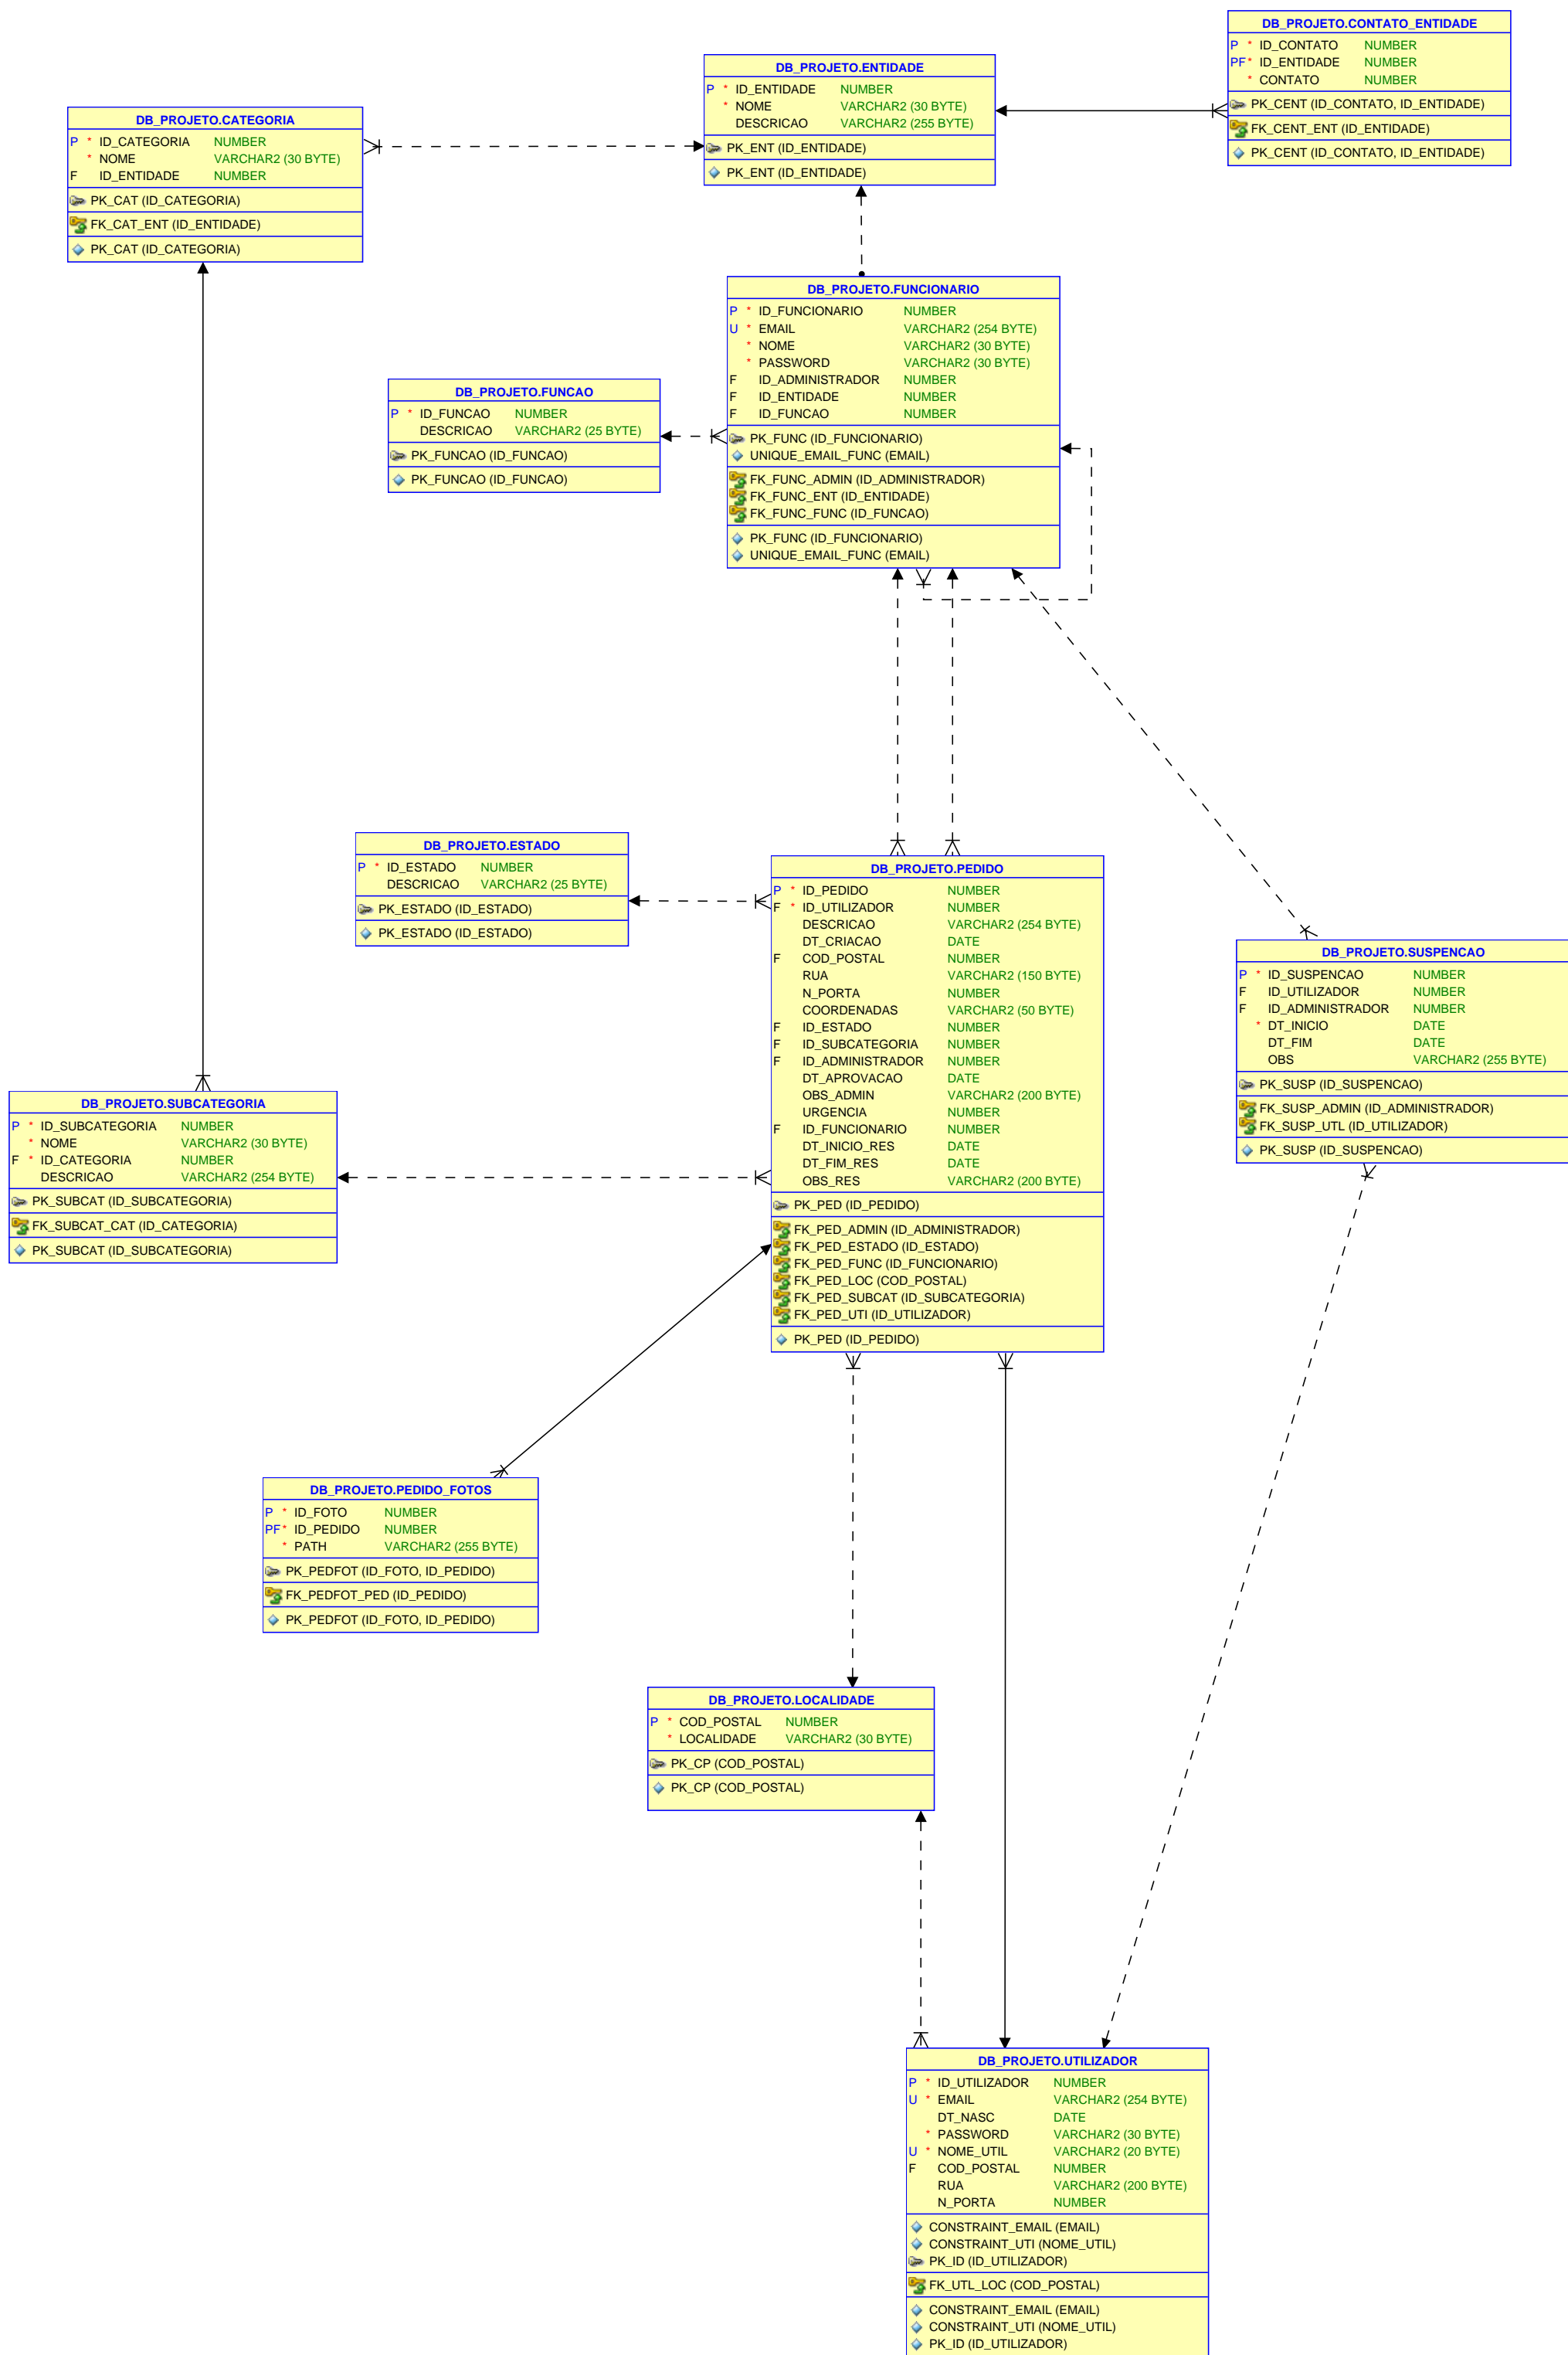 DB_PROJETO.CONTATO_ENTIDADE
P * ID_CONTATO NUMBER
PF* ID_ENTIDADE NUMBER
* CONTATO NUMBER
PK_CENT (ID_CONTATO, ID_ENTIDADE)
FK_CENT_ENT (ID_ENTIDADE)
PK_CENT (ID_CONTATO, ID_ENTIDADE)
DB_PROJETO.ENTIDADE
P * ID_ENTIDADE NUMBER
* NOME VARCHAR2 (30 BYTE)
DESCRICAO VARCHAR2 (255 BYTE)
PK_ENT (ID_ENTIDADE)
PK_ENT (ID_ENTIDADE)
DB_PROJETO.CATEGORIA
P * ID_CATEGORIA NUMBER
* NOME VARCHAR2 (30 BYTE)
F ID_ENTIDADE NUMBER
PK_CAT (ID_CATEGORIA)
FK_CAT_ENT (ID_ENTIDADE)
PK_CAT (ID_CATEGORIA)
DB_PROJETO.FUNCIONARIO
P * ID_FUNCIONARIO NUMBER
U * EMAIL VARCHAR2 (254 BYTE)
* NOME VARCHAR2 (30 BYTE)
* PASSWORD VARCHAR2 (30 BYTE)
F ID_ADMINISTRADOR NUMBER
F ID_ENTIDADE NUMBER
F ID_FUNCAO NUMBER
PK_FUNC (ID_FUNCIONARIO)
UNIQUE_EMAIL_FUNC (EMAIL)
FK_FUNC_ADMIN (ID_ADMINISTRADOR)
FK_FUNC_ENT (ID_ENTIDADE)
FK_FUNC_FUNC (ID_FUNCAO)
PK_FUNC (ID_FUNCIONARIO)
UNIQUE_EMAIL_FUNC (EMAIL)
DB_PROJETO.FUNCAO
P * ID_FUNCAO NUMBER
DESCRICAO VARCHAR2 (25 BYTE)
PK_FUNCAO (ID_FUNCAO)
PK_FUNCAO (ID_FUNCAO)
DB_PROJETO.ESTADO
P * ID_ESTADO NUMBER
DESCRICAO VARCHAR2 (25 BYTE)
PK_ESTADO (ID_ESTADO)
PK_ESTADO (ID_ESTADO)
DB_PROJETO.PEDIDO
P * ID_PEDIDO NUMBER
F * ID_UTILIZADOR NUMBER
DESCRICAO VARCHAR2 (254 BYTE)
DT_CRIACAO DATE
F COD_POSTAL NUMBER
RUA VARCHAR2 (150 BYTE)
N_PORTA NUMBER
COORDENADAS VARCHAR2 (50 BYTE)
F ID_ESTADO NUMBER
F ID_SUBCATEGORIA NUMBER
F ID_ADMINISTRADOR NUMBER
DT_APROVACAO DATE
OBS_ADMIN VARCHAR2 (200 BYTE)
URGENCIA NUMBER
F ID_FUNCIONARIO NUMBER
DT_INICIO_RES DATE
DT_FIM_RES DATE
OBS_RES VARCHAR2 (200 BYTE)
PK_PED (ID_PEDIDO)
FK_PED_ADMIN (ID_ADMINISTRADOR)
FK_PED_ESTADO (ID_ESTADO)
FK_PED_FUNC (ID_FUNCIONARIO)
FK_PED_LOC (COD_POSTAL)
FK_PED_SUBCAT (ID_SUBCATEGORIA)
FK_PED_UTI (ID_UTILIZADOR)
PK_PED (ID_PEDIDO)
DB_PROJETO.SUSPENCAO
P * ID_SUSPENCAO NUMBER
F ID_UTILIZADOR NUMBER
F ID_ADMINISTRADOR NUMBER
* DT_INICIO DATE
DT_FIM DATE
OBS VARCHAR2 (255 BYTE)
PK_SUSP (ID_SUSPENCAO)
FK_SUSP_ADMIN (ID_ADMINISTRADOR)
FK_SUSP_UTL (ID_UTILIZADOR)
PK_SUSP (ID_SUSPENCAO)
DB_PROJETO.SUBCATEGORIA
P * ID_SUBCATEGORIA NUMBER
* NOME VARCHAR2 (30 BYTE)
F * ID_CATEGORIA NUMBER
DESCRICAO VARCHAR2 (254 BYTE)
PK_SUBCAT (ID_SUBCATEGORIA)
FK_SUBCAT_CAT (ID_CATEGORIA)
PK_SUBCAT (ID_SUBCATEGORIA)
DB_PROJETO.PEDIDO_FOTOS
P * ID_FOTO NUMBER
PF* ID_PEDIDO NUMBER
* PATH VARCHAR2 (255 BYTE)
PK_PEDFOT (ID_FOTO, ID_PEDIDO)
FK_PEDFOT_PED (ID_PEDIDO)
PK_PEDFOT (ID_FOTO, ID_PEDIDO)
DB_PROJETO.LOCALIDADE
P * COD_POSTAL NUMBER
* LOCALIDADE VARCHAR2 (30 BYTE)
PK_CP (COD_POSTAL)
PK_CP (COD_POSTAL)
DB_PROJETO.UTILIZADOR
P * ID_UTILIZADOR NUMBER
U * EMAIL VARCHAR2 (254 BYTE)
DT_NASC DATE
* PASSWORD VARCHAR2 (30 BYTE)
U * NOME_UTIL VARCHAR2 (20 BYTE)
F COD_POSTAL NUMBER
RUA VARCHAR2 (200 BYTE)
N_PORTA NUMBER
CONSTRAINT_EMAIL (EMAIL)
CONSTRAINT_UTI (NOME_UTIL)
PK_ID (ID_UTILIZADOR)
FK_UTL_LOC (COD_POSTAL)
CONSTRAINT_EMAIL (EMAIL)
CONSTRAINT_UTI (NOME_UTIL)
PK_ID (ID_UTILIZADOR)